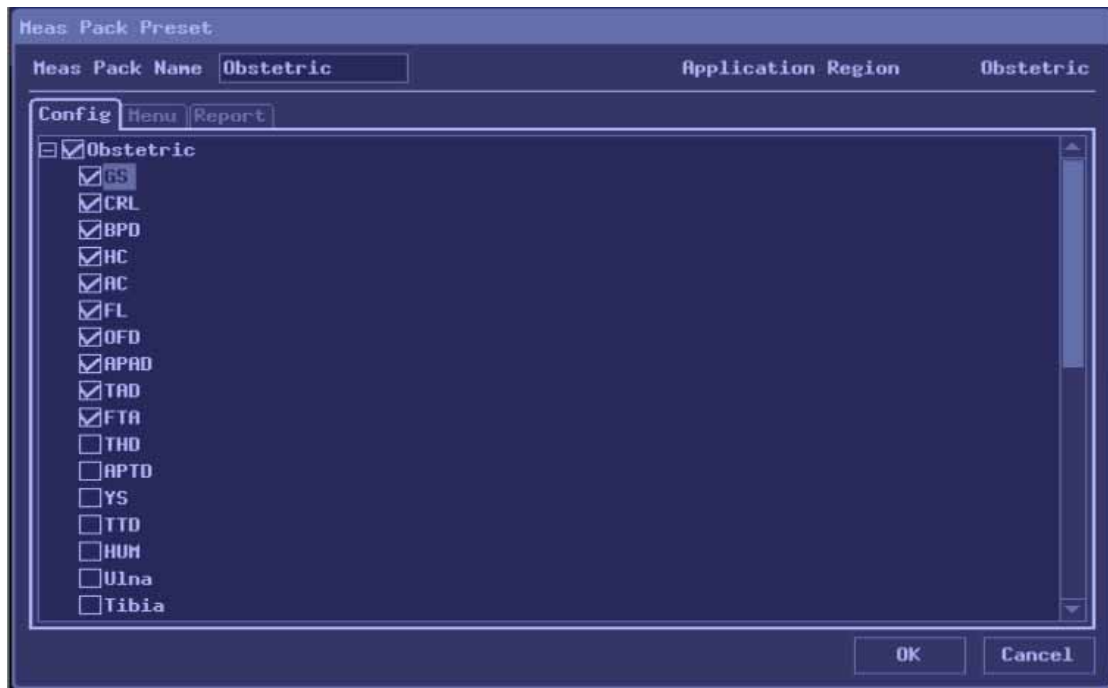 Meas Pack Preset
Meas Pack Name Obstetric Application Region Obstetric
Config Menu Report
Obstetric
GS
CRL
BPD
HC
AC
FL
OFD
APAD
TAD
FTA
THD
APTD
YS
TTD
HUM
Ulna
Tibia
OK Cancel